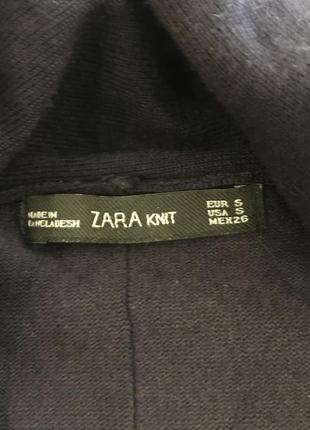 MADE IN
BANGLADESH
ZARA KNIT
EUR S
USA S
MEX 26